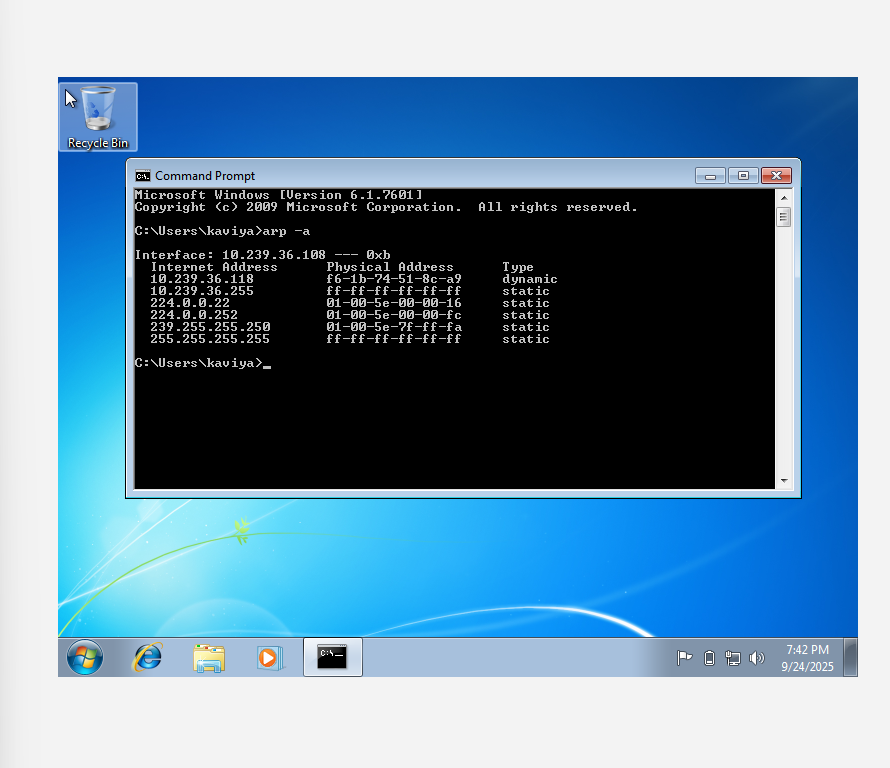 Recycle Bin
Command Prompt
Microsoft Windows [Version 6.1.7601]
Copyright (c) 2009 Microsoft Corporation.  All rights reserved.
C:\Users\kaviya>arp -a
Interface: 10.239.36.108 --- 0xb
  Internet Address      Physical Address      Type
  10.239.36.118         f6-1b-74-51-8c-a9     dynamic
  10.239.36.255         ff-ff-ff-ff-ff-ff     static
  224.0.0.22            01-00-5e-00-00-16     static
  224.0.0.252           01-00-5e-00-00-fc     static
  239.255.255.250       01-00-5e-7f-ff-fa     static
  255.255.255.255       ff-ff-ff-ff-ff-ff     static
C:\Users\kaviya>_
7:42 PM
9/24/2025